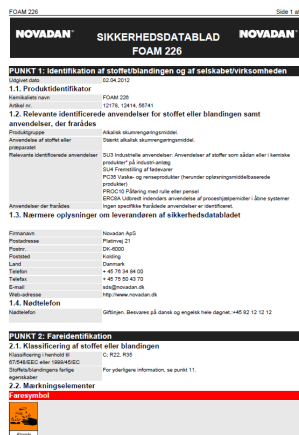 FOAM 226 Side 1 af
NOVADAN® SIKKERHEDSDATABLAD NOVADAN®
FOAM 226
PUNKT 1: Identifikation af stoffet/blandingen og af selskabet/virksomheden
Udgivet dato 02.04.2012
1.1. Produktidentifikator
Kemikaliets navn FOAM 226
Artikel nr. 12178, 12414, 56741
1.2. Relevante identificerede anvendelser for stoffet eller blandingen samt
anvendelser, der frarådes
Produktgruppe Alkalisk skumrengøringsmiddel.
Anvendelse af stoffet eller Stærkt alkalisk skumrengøringsmiddel.
præparatet
Relevante identificerede anvendelser SU3 Industrielle anvendelser: Anvendelser af stoffer som sådan eller i kemiske
produkter* på industrianlæg
SU4 Fremstilling af fødevarer
PC35 Vaske- og renseprodukter (herunder opløsningsmiddelbaserede
produkter)
PROC10 Påføring med rulle eller pensel
ERC8A Udbredt indendørs anvendelse af proceshjælpemidler i åbne systemer
Anvendelser der frarådes Ingen specifikke frarådede anvendelser er identificeret.
1.3. Nærmere oplysninger om leverandøren af sikkerhedsdatabladet
Firmanavn Novadan ApS
Postadresse Platinvej 21
Postnr. DK-6000
Poststed Kolding
Land Danmark
Telefon + 45 76 34 84 00
Telefax + 45 75 50 43 70
E-mail sds@novadan.dk
Web-adresse http://www.novadan.dk
1.4. Nødtelefon
Nødtelefon Giftlinjen. Besvares på dansk og engelsk hele døgnet.:+45 82 12 12 12
PUNKT 2: Fareidentifikation
2.1. Klassificering af stoffet eller blandingen
Klassificering i henhold til C; R22, R35
67/548/EEC eller 1999/45/EC
Stoffets/blandingens farlige For yderligere information, se punkt 11.
egenskaber
2.2. Mærkningselementer
Faresymbol